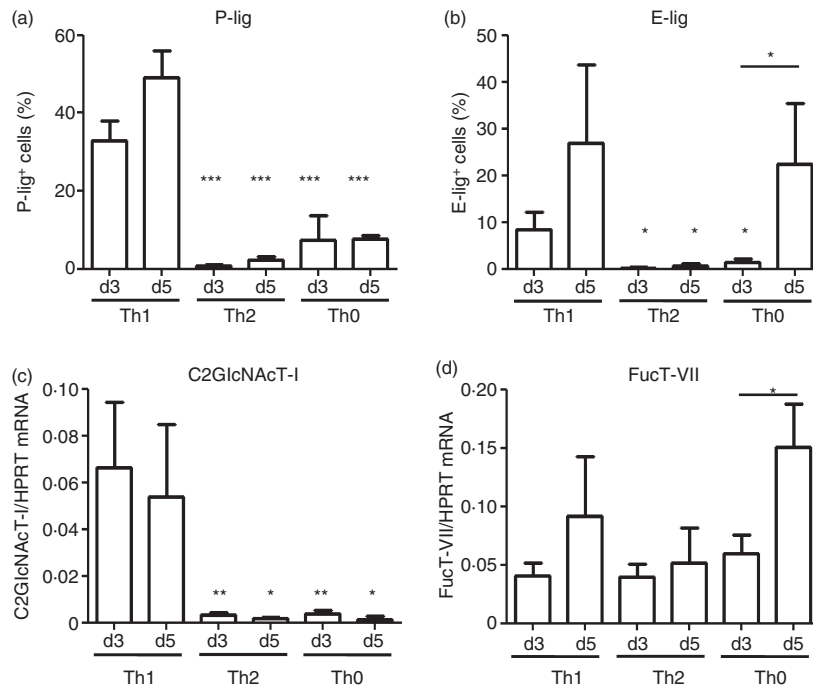 (a)
P-lig
60
40
20
0
P-lig+ cells (%)
***
***
***
***
d3 d5 d3 d5 d3 d5
Th1 Th2 Th0
(b)
E-lig
50
40
30
20
10
0
E-lig+ cells (%)
*
*
*
*
d3 d5 d3 d5 d3 d5
Th1 Th2 Th0
(c)
C2GlcNAcT-I
0·10
0·08
0·06
0·04
0·02
0
C2GlcNAcT-I/HPRT mRNA
**
*
**
*
d3 d5 d3 d5 d3 d5
Th1 Th2 Th0
(d)
FucT-VII
0·20
0·15
0·10
0·05
0
FucT-VII/HPRT mRNA
*
d3 d5 d3 d5 d3 d5
Th1 Th2 Th0